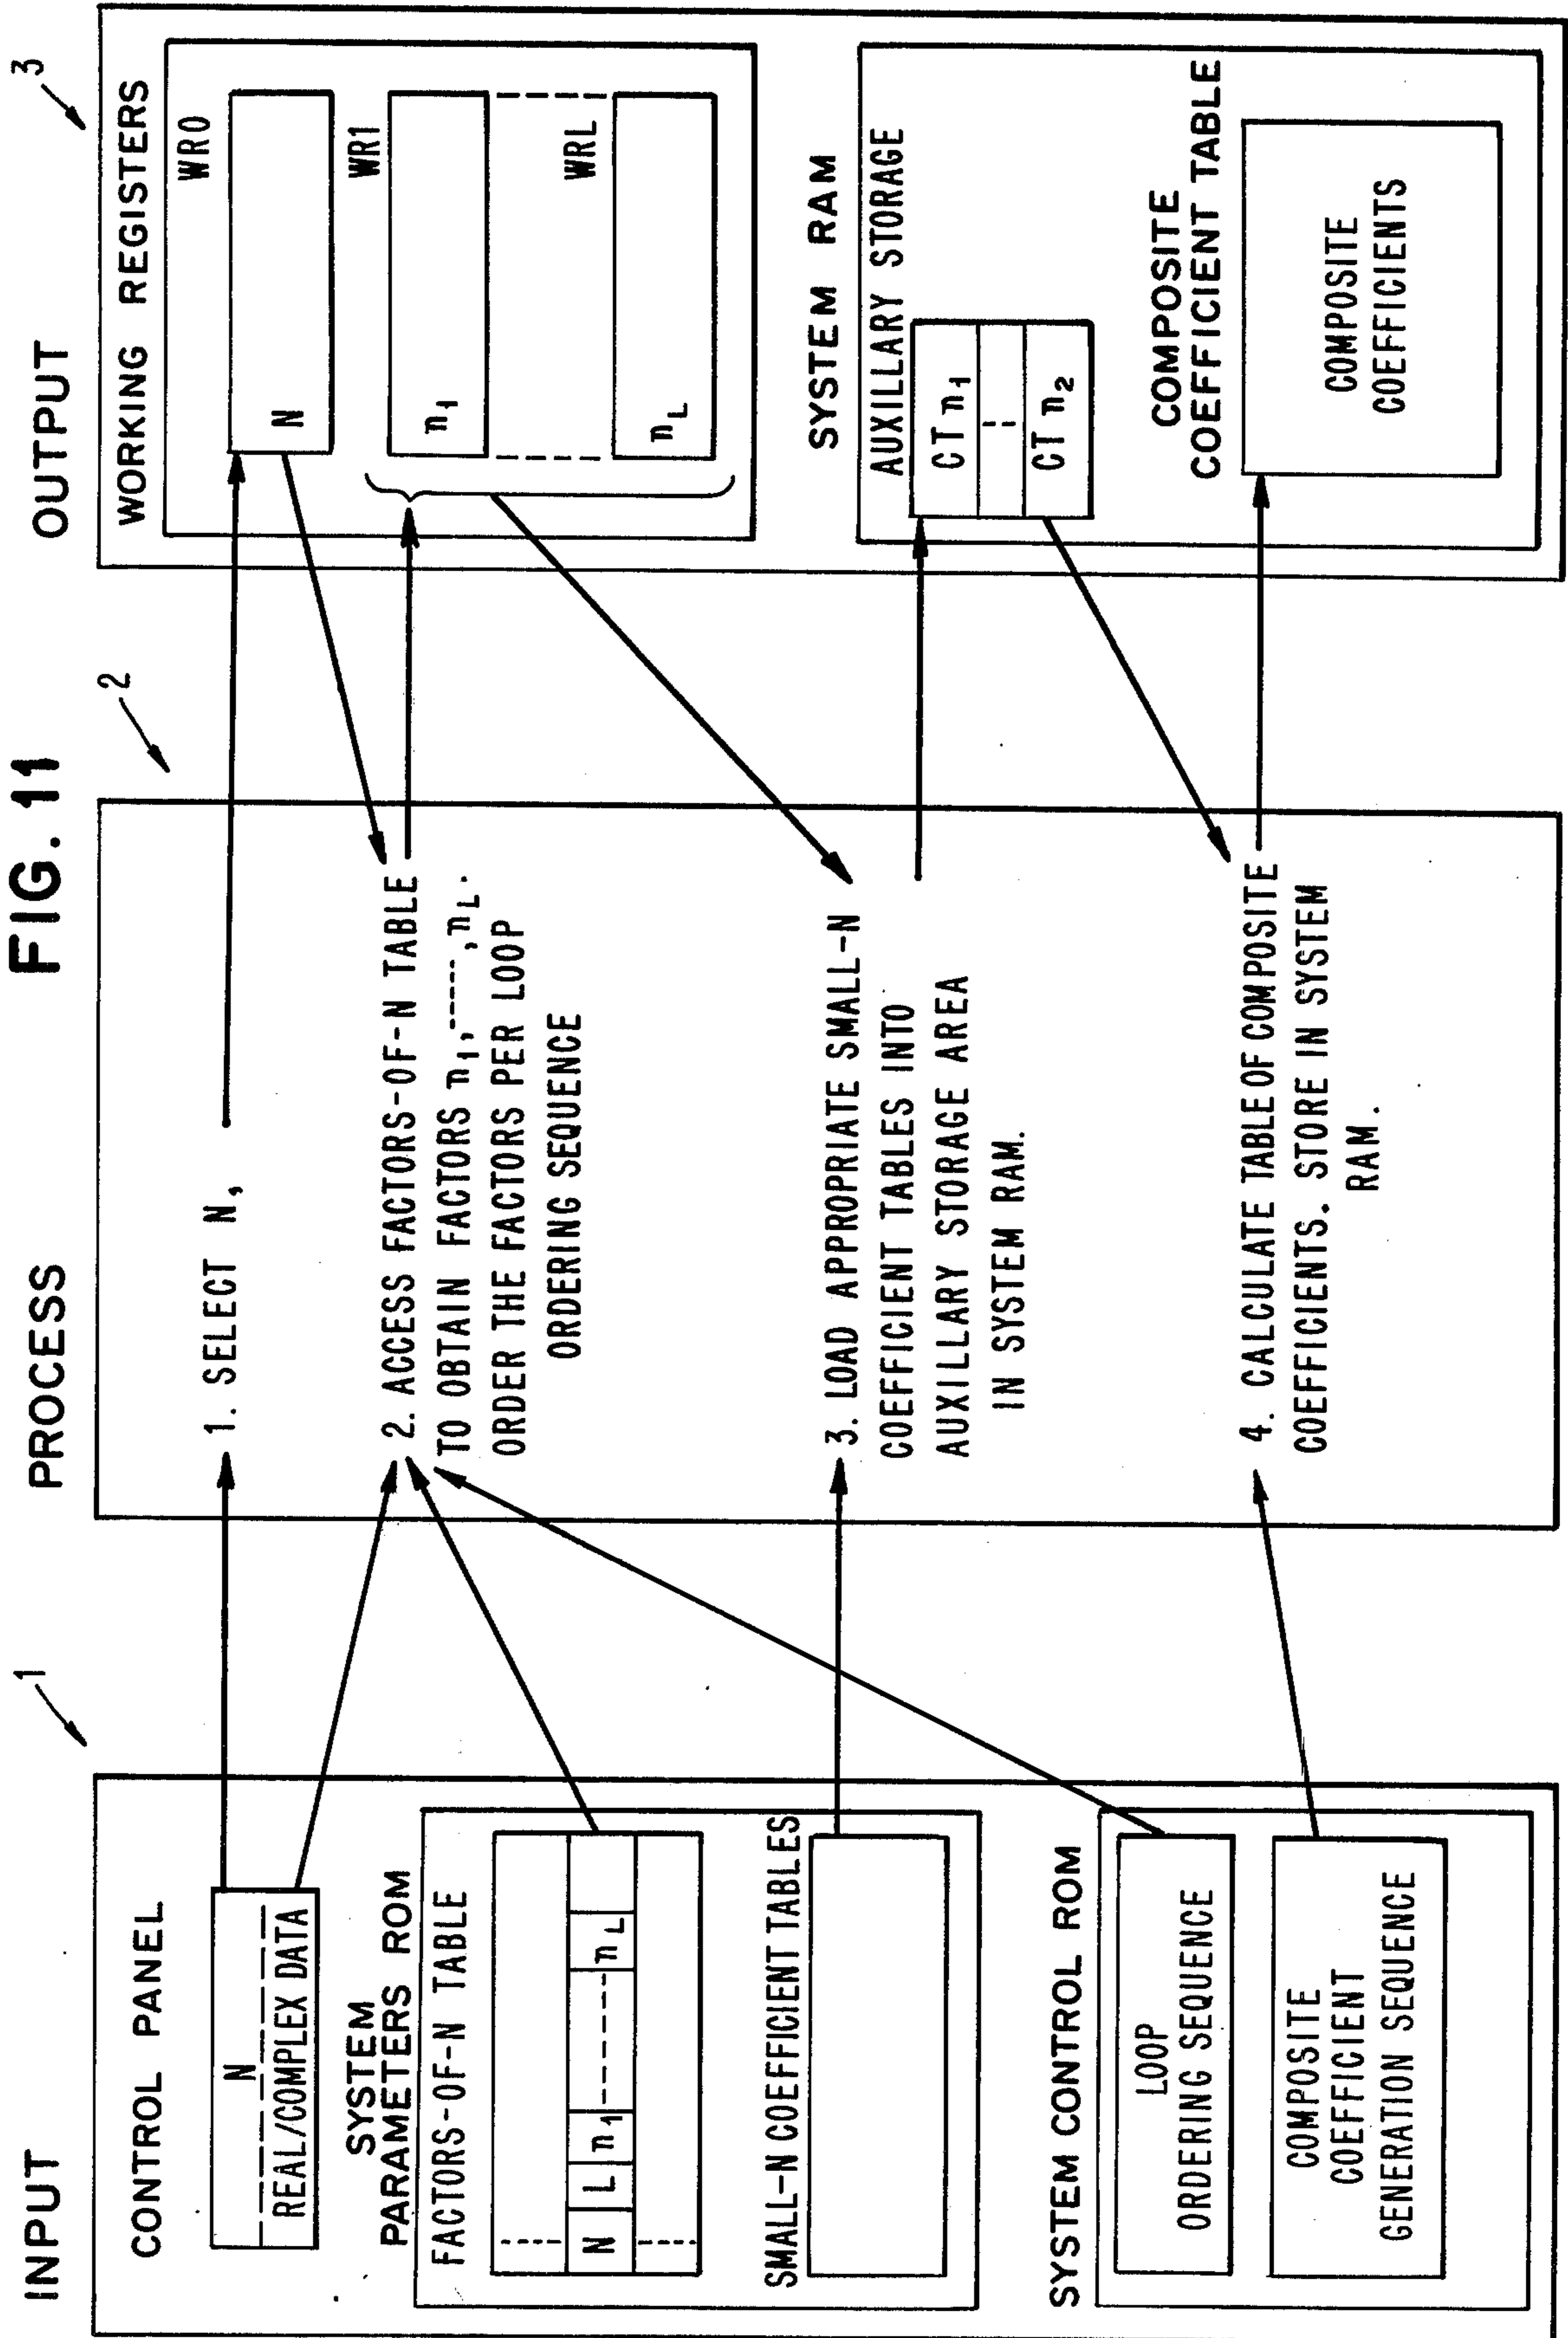 FIG. 11
INPUT
1
CONTROL PANEL
N
REAL/COMPLEX DATA
SYSTEM
PARAMETERS ROM
FACTORS-OF-N TABLE
N L n₁ ----- n_L
SMALL-N COEFFICIENT TABLES
SYSTEM CONTROL ROM
LOOP
ORDERING SEQUENCE
COMPOSITE
COEFFICIENT
GENERATION SEQUENCE
PROCESS
2
1. SELECT N,
2. ACCESS FACTORS-OF-N TABLE
TO OBTAIN FACTORS n₁,-----,n_L.
ORDER THE FACTORS PER LOOP
ORDERING SEQUENCE
3. LOAD APPROPRIATE SMALL-N
COEFFICIENT TABLES INTO
AUXILLARY STORAGE AREA
IN SYSTEM RAM.
4. CALCULATE TABLE OF COMPOSITE
COEFFICIENTS. STORE IN SYSTEM
RAM.
OUTPUT
3
WORKING REGISTERS
WR0
N
WR1
n₁
WRL
n_L
SYSTEM RAM
AUXILLARY STORAGE
CT n₁
CT n₂
COMPOSITE
COEFFICIENT TABLE
COMPOSITE
COEFFICIENTS